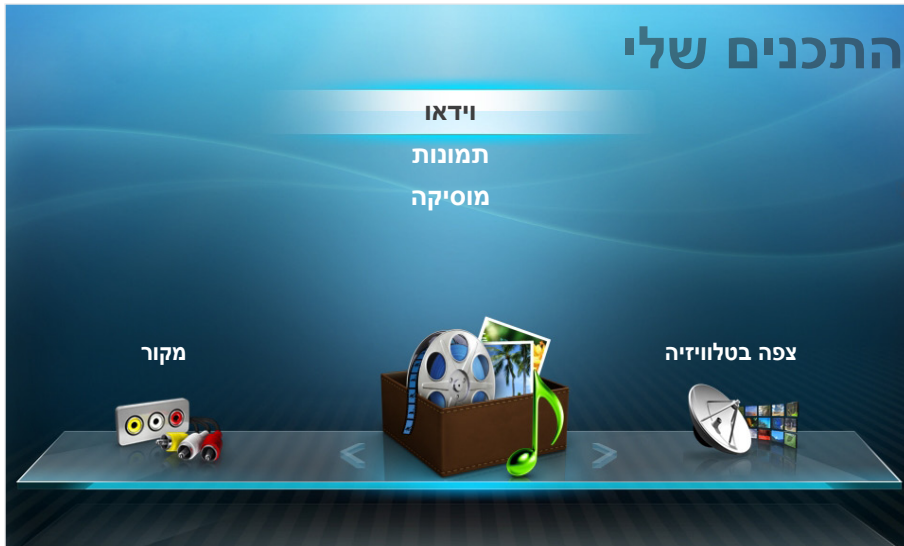 התכנים שלי
וידאו
תמונות
מוסיקה
צפה בטלוויזיה
מקור